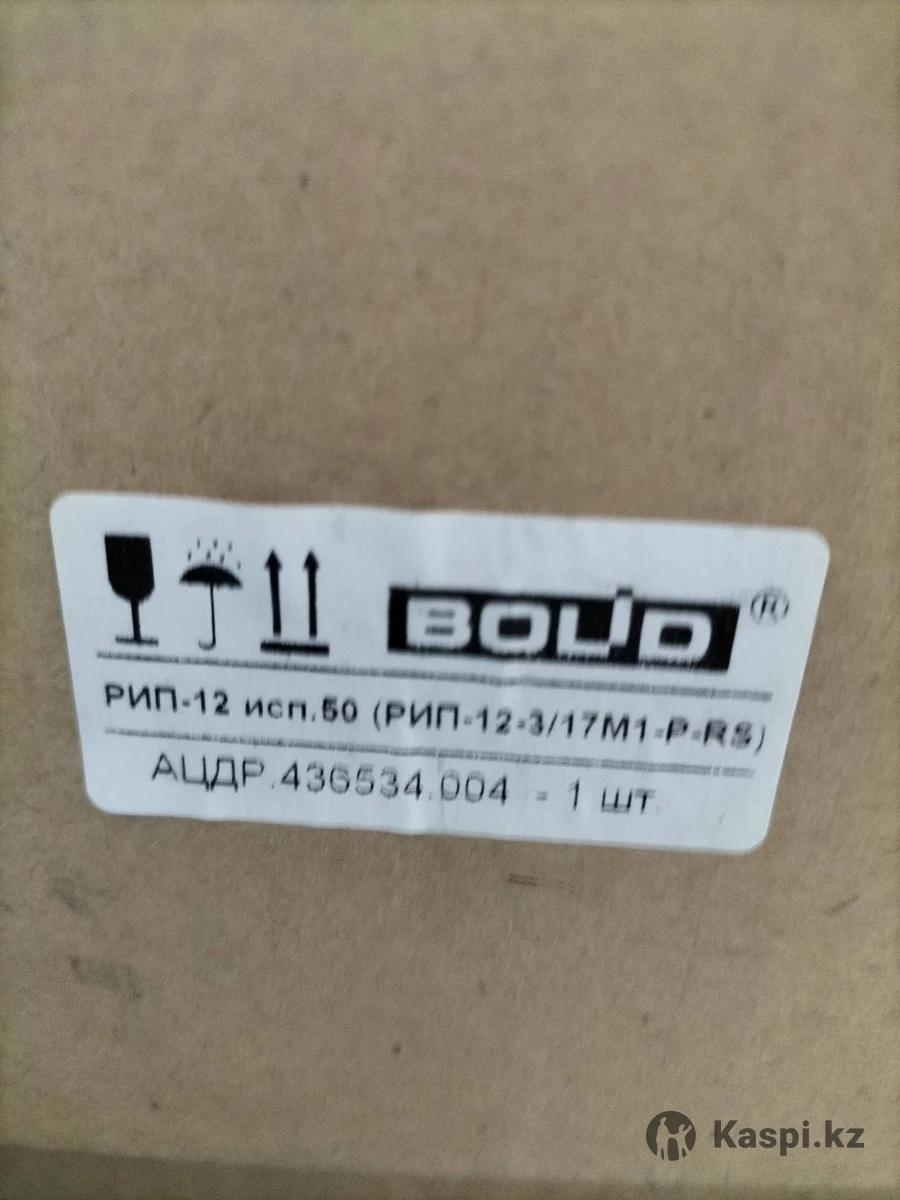 BOLID ®
РИП-12 исп.50 (РИП-12-3/17М1-Р-RS)
АЦДР.436534.004 - 1 шт.
Kaspi.kz